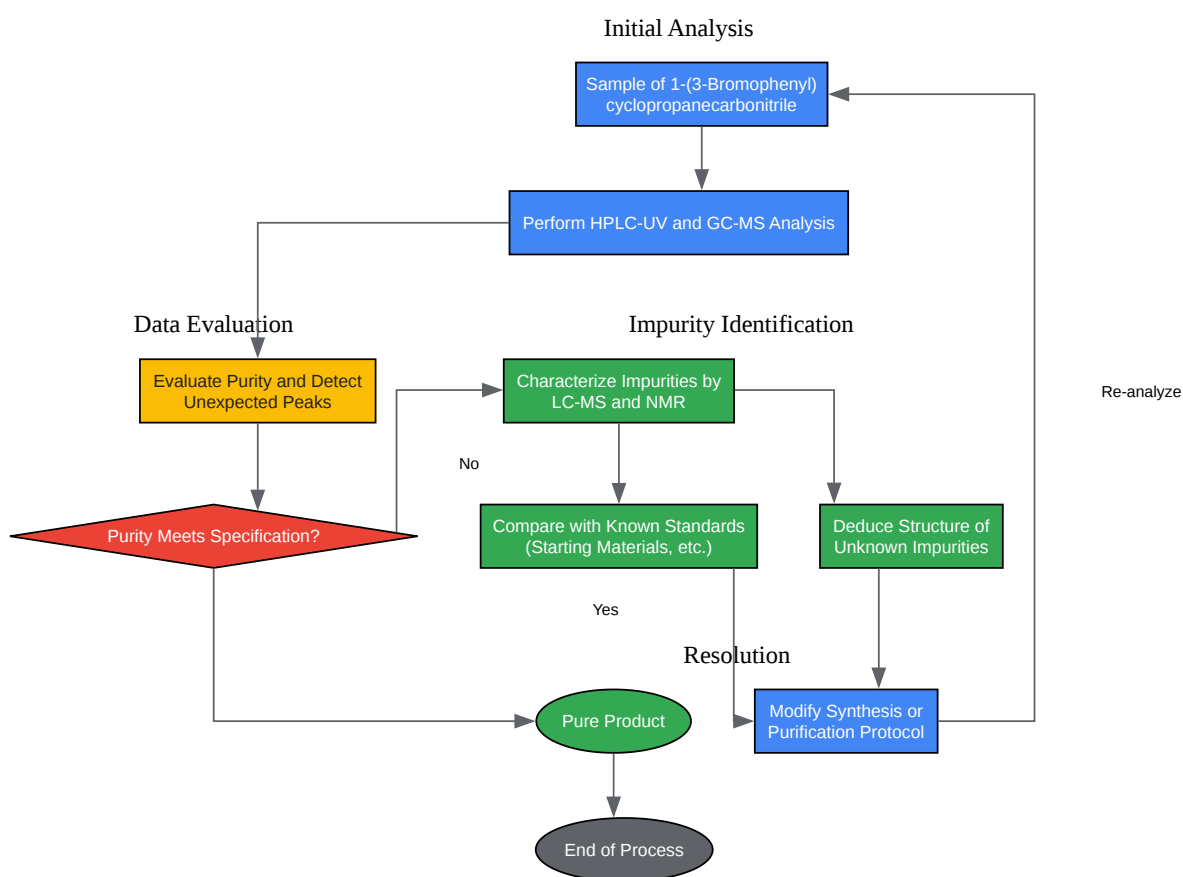 Initial Analysis
Sample of 1-(3-Bromophenyl)
cyclopropanecarbonitrile
Perform HPLC-UV and GC-MS Analysis
Data Evaluation
Impurity Identification
Evaluate Purity and Detect
Unexpected Peaks
Characterize Impurities by
LC-MS and NMR
Re-analyze
No
Purity Meets Specification?
Compare with Known Standards
(Starting Materials, etc.)
Deduce Structure of
Unknown Impurities
Yes
Resolution
Pure Product
Modify Synthesis or
Purification Protocol
End of Process